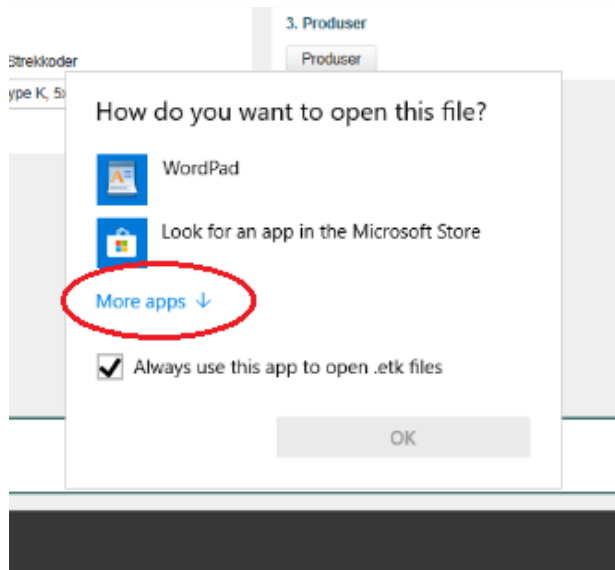 3. Produser
Strekkoder
Produser
ype K, 5x
How do you want to open this file?
WordPad
Look for an app in the Microsoft Store
More apps ↓
Always use this app to open .etk files
OK